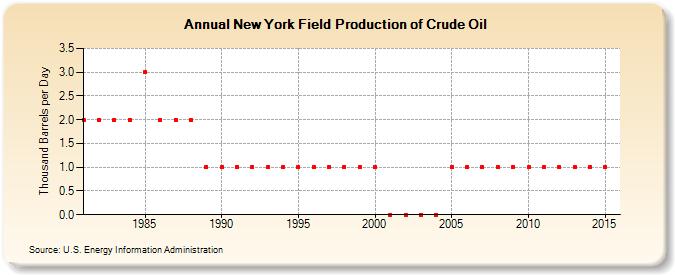 Annual New York Field Production of Crude Oil
Thousand Barrels per Day
3.5
3.0
2.5
2.0
1.5
1.0
0.5
0.0
1985 1990 1995 2000 2005 2010 2015
Source: U.S. Energy Information Administration